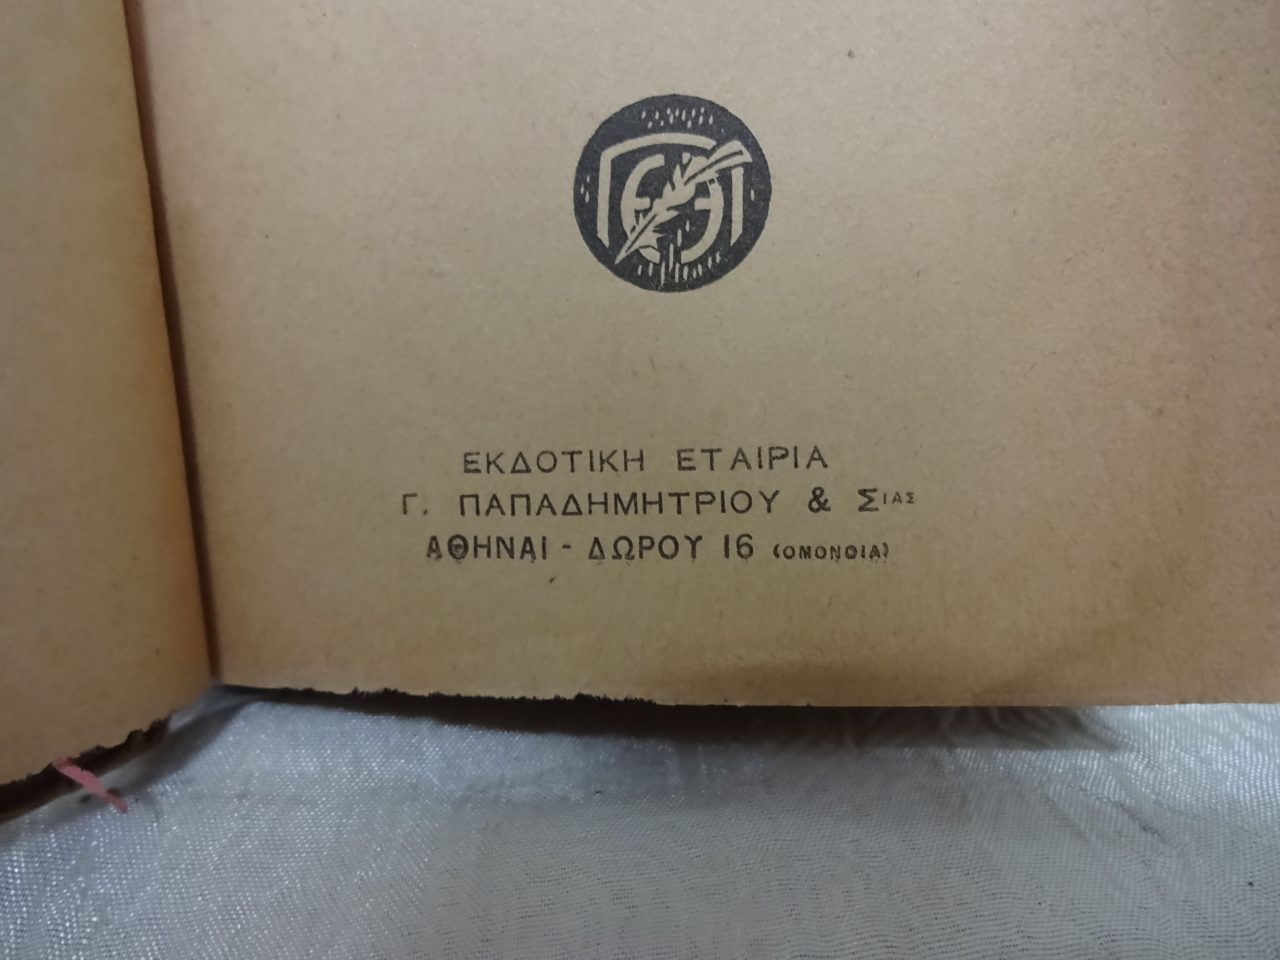 ΕΚΔΟΤΙΚΗ ΕΤΑΙΡΙΑ
Γ. ΠΑΠΑΔΗΜΗΤΡΙΟΥ & ΣΙΑΣ
ΑΘΗΝΑΙ - ΔΩΡΟΥ 16 (ΟΜΟΝΟΙΑ)